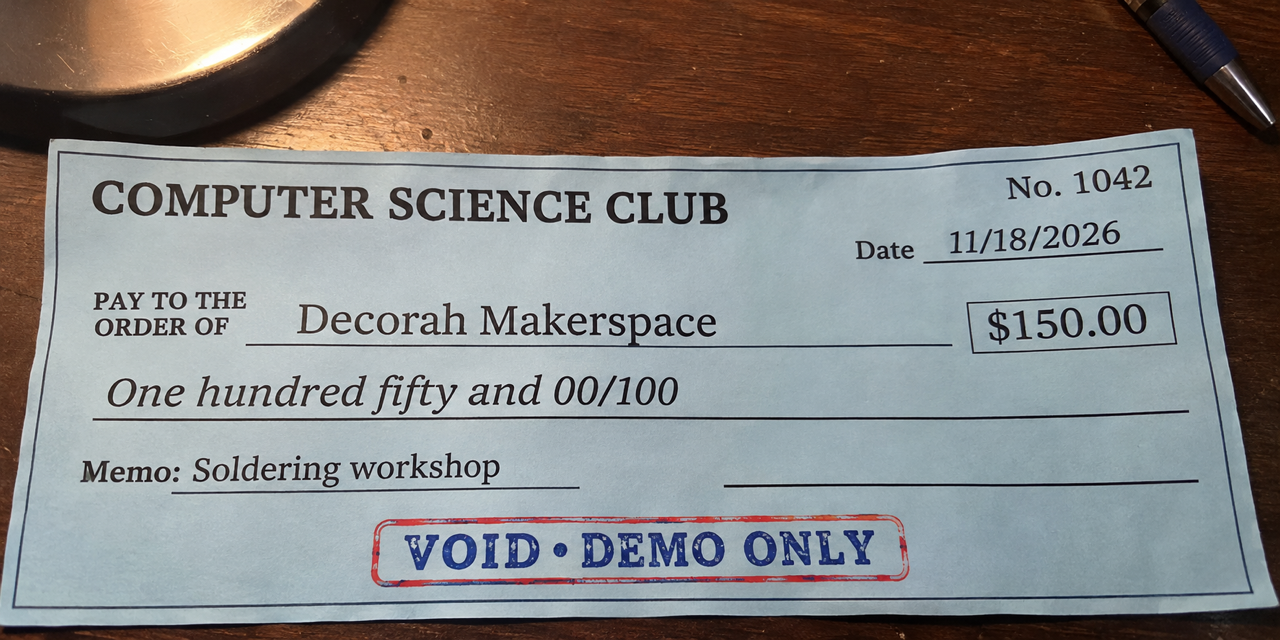 COMPUTER SCIENCE CLUB
No. 1042
Date 11/18/2026
PAY TO THE
ORDER OF
Decorah Makerspace
$150.00
One hundred fifty and 00/100
Memo: Soldering workshop
VOID • DEMO ONLY